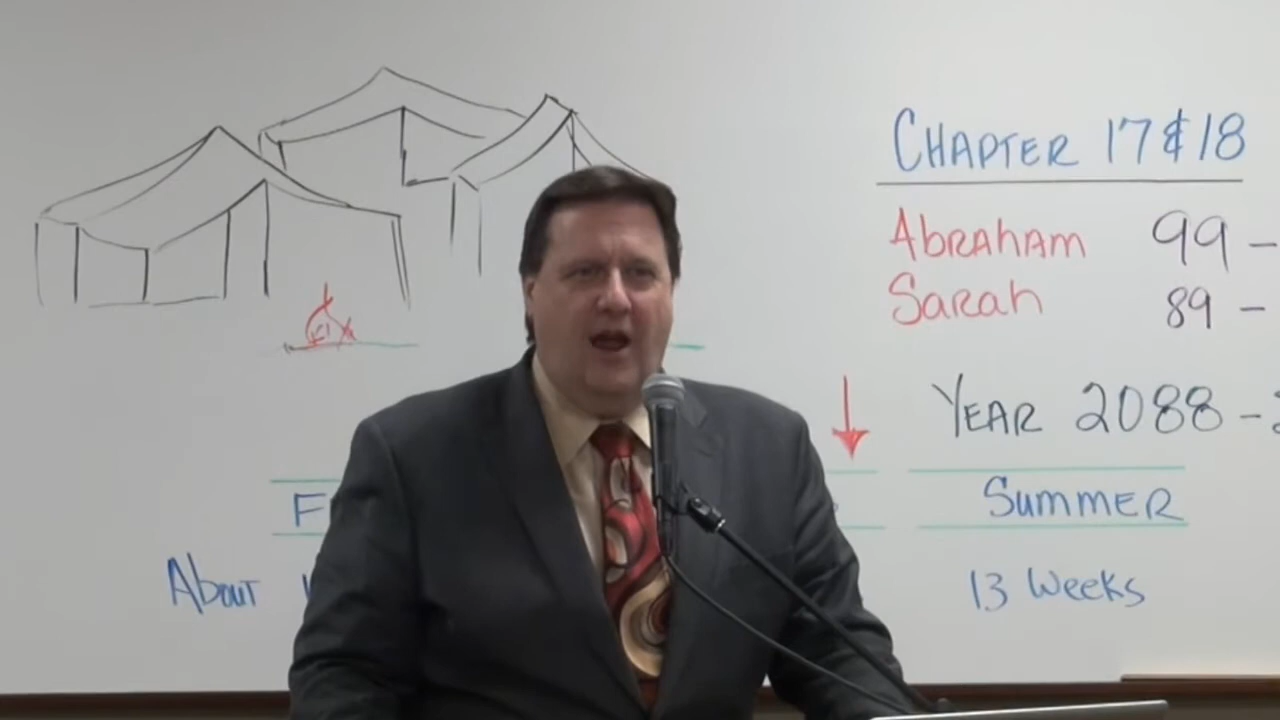 CHAPTER 17 & 18
ABRAHAM 99 –
SARAH 89 –
YEAR 2088 –
F
SUMMER
ABOUT
13 Weeks